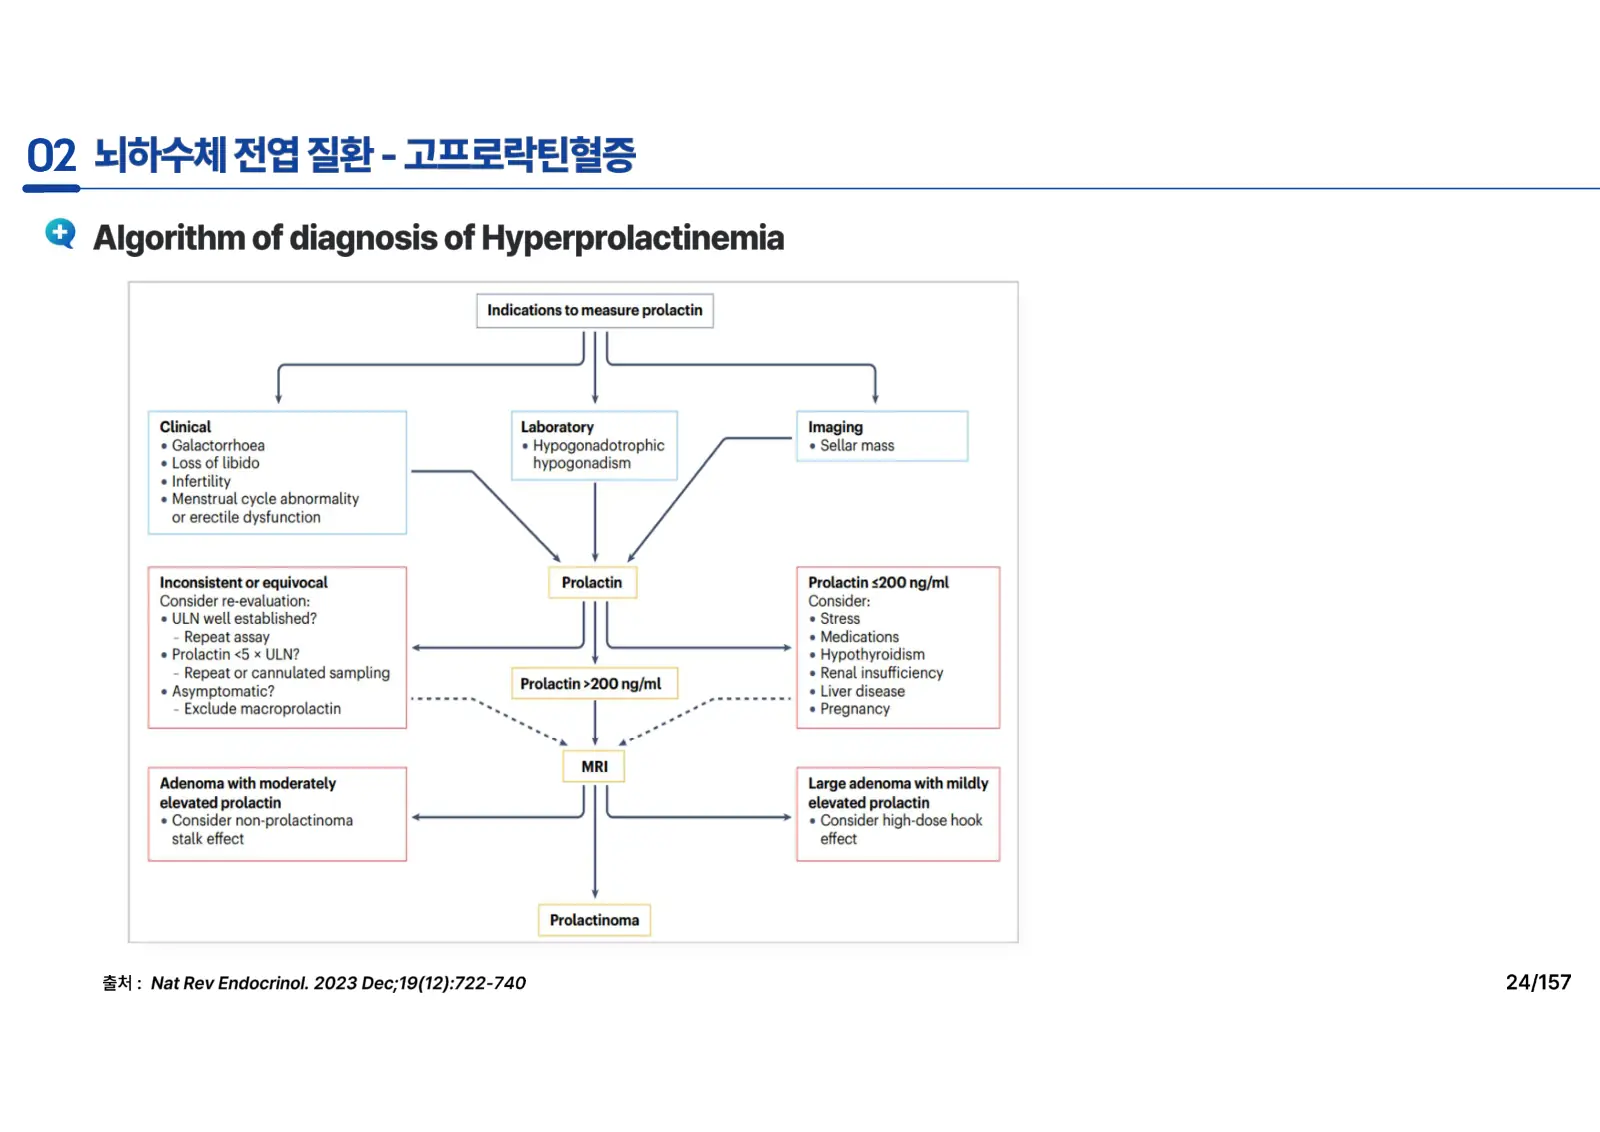 02 뇌하수체 전엽 질환 - 고프로락틴혈증
Algorithm of diagnosis of Hyperprolactinemia
Indications to measure prolactin
Clinical
• Galactorrhoea
• Loss of libido
• Infertility
• Menstrual cycle abnormality
or erectile dysfunction
Laboratory
• Hypogonadotrophic
hypogonadism
Imaging
• Sellar mass
Prolactin
Inconsistent or equivocal
Consider re-evaluation:
• ULN well established?
– Repeat assay
• Prolactin <5 × ULN?
– Repeat or cannulated sampling
• Asymptomatic?
– Exclude macroprolactin
Prolactin >200 ng/ml
Prolactin ≤200 ng/ml
Consider:
• Stress
• Medications
• Hypothyroidism
• Renal insufficiency
• Liver disease
• Pregnancy
MRI
Adenoma with moderately
elevated prolactin
• Consider non-prolactinoma
stalk effect
Large adenoma with mildly
elevated prolactin
• Consider high-dose hook
effect
Prolactinoma
출처 : Nat Rev Endocrinol. 2023 Dec;19(12):722-740
24/157